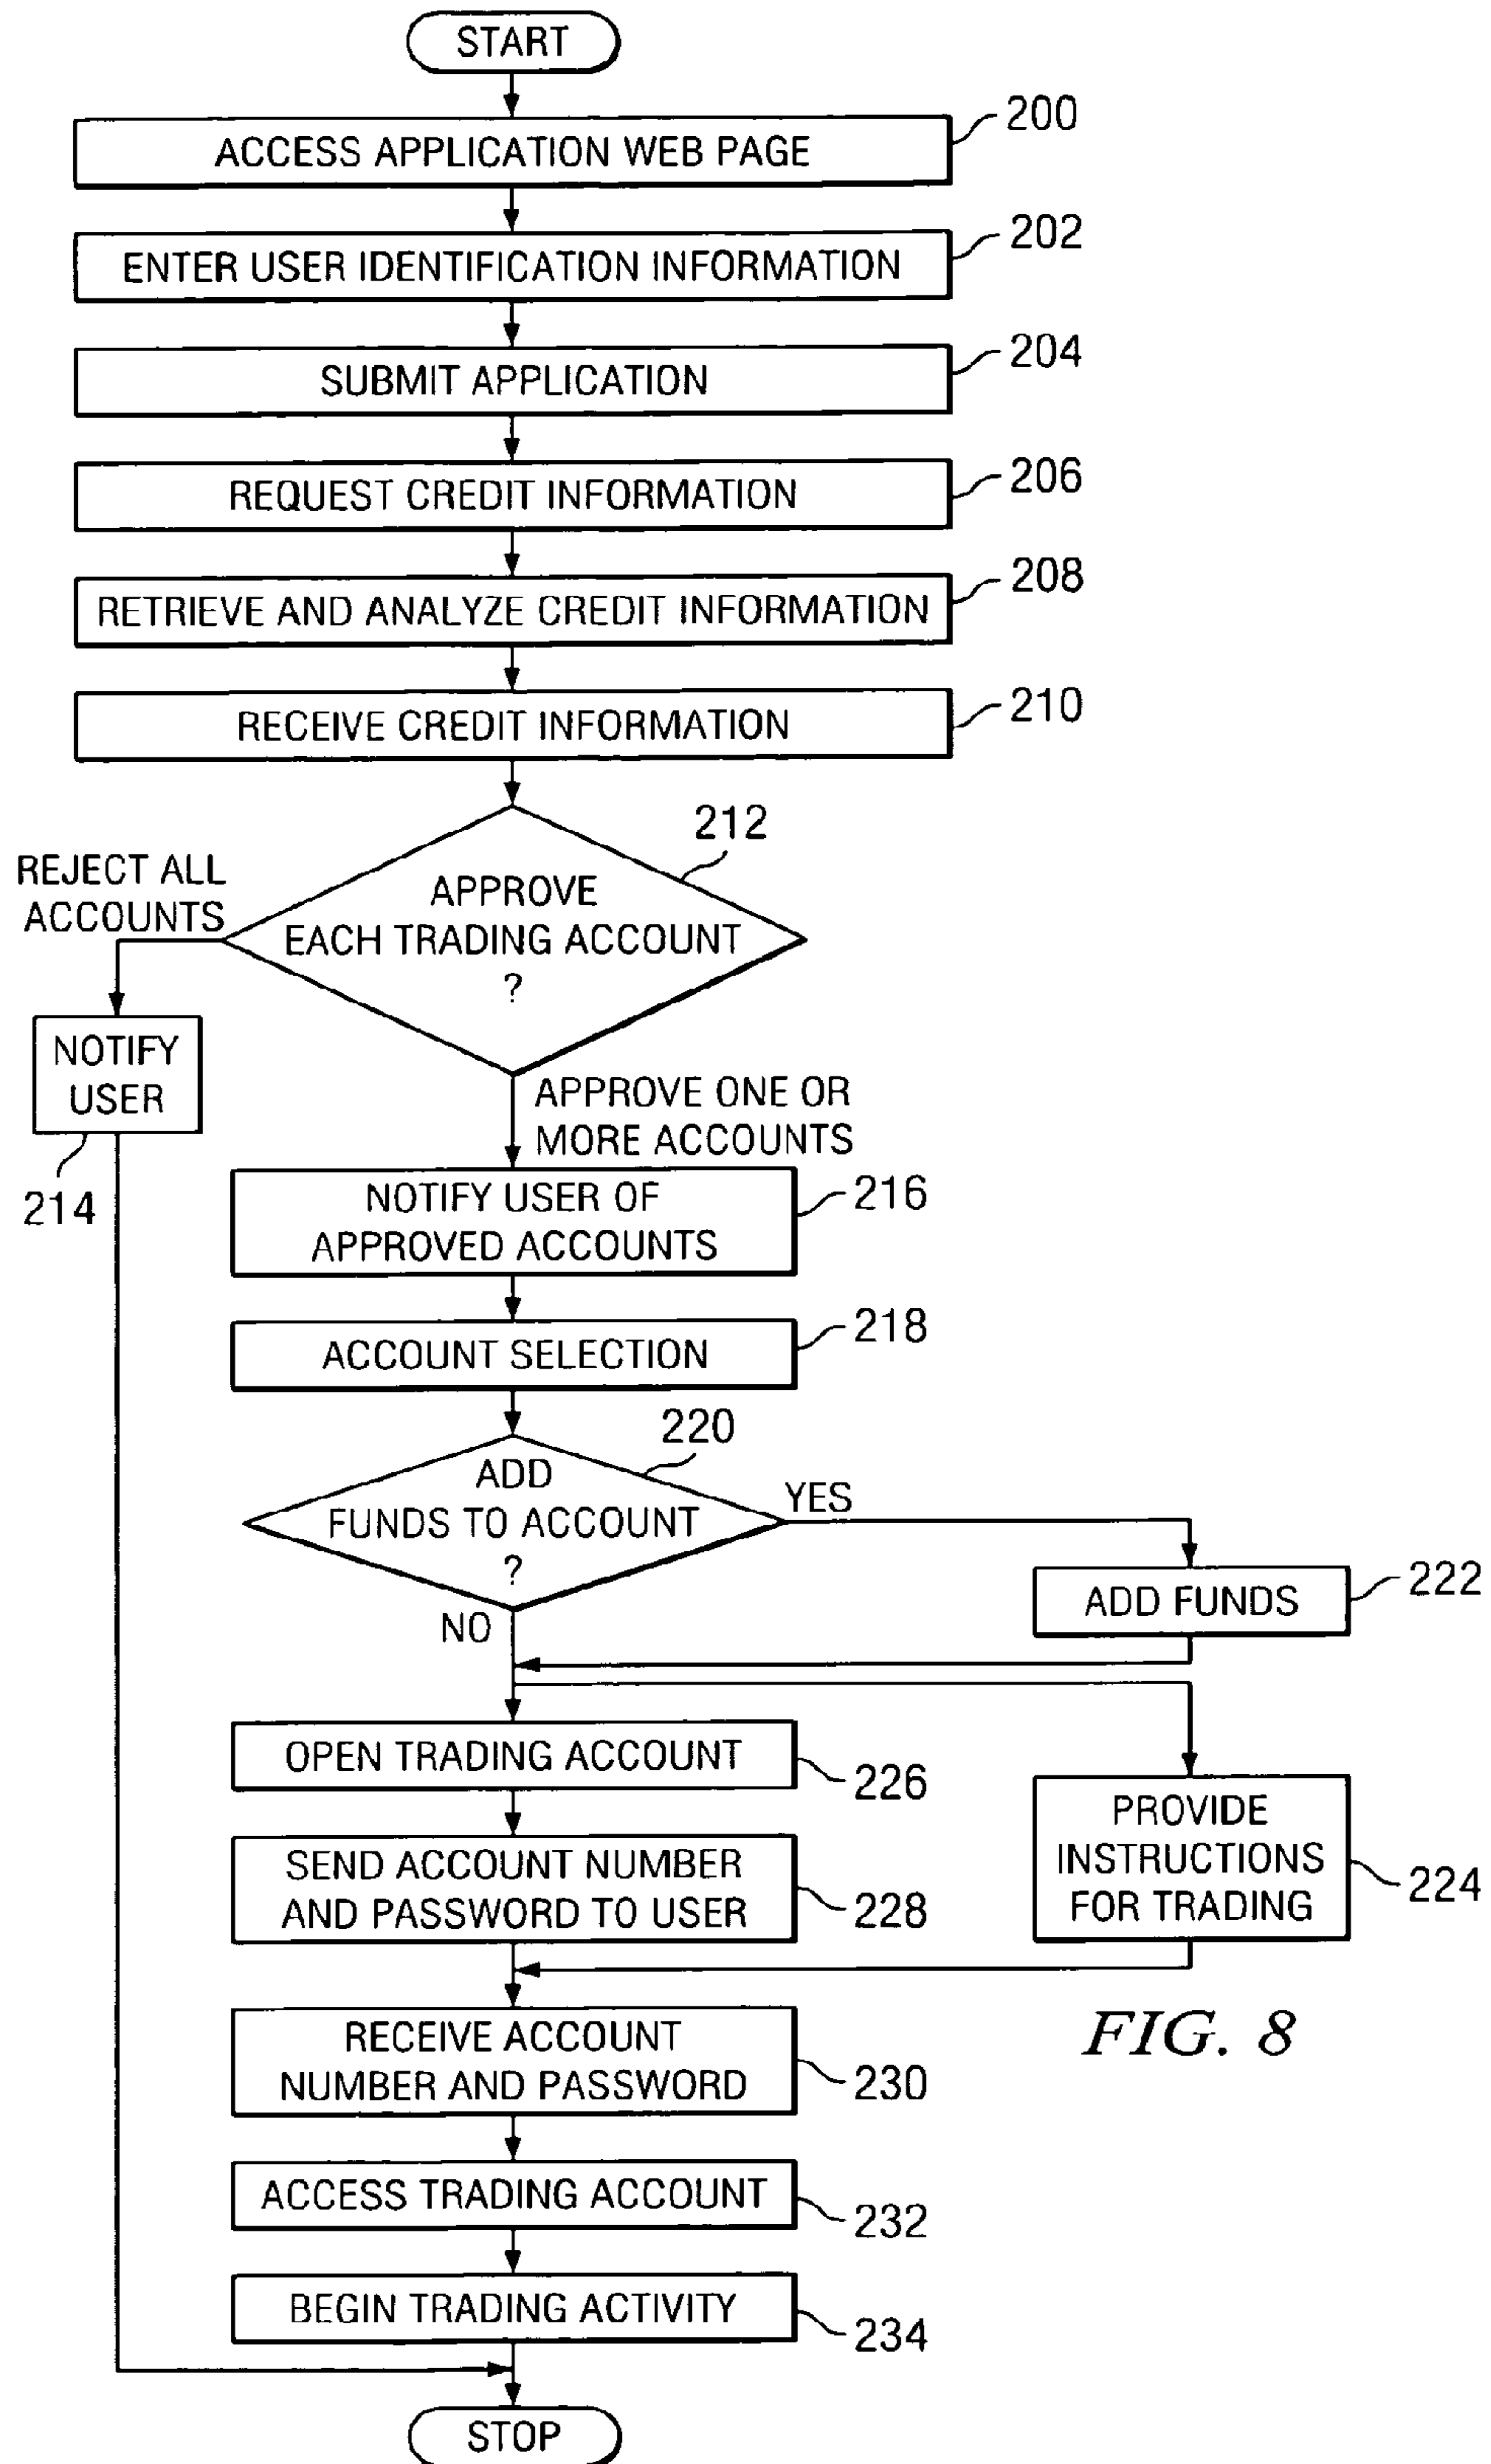 START
ACCESS APPLICATION WEB PAGE
200
ENTER USER IDENTIFICATION INFORMATION
202
SUBMIT APPLICATION
204
REQUEST CREDIT INFORMATION
206
RETRIEVE AND ANALYZE CREDIT INFORMATION
208
RECEIVE CREDIT INFORMATION
210
212
APPROVE
EACH TRADING ACCOUNT
?
REJECT ALL
ACCOUNTS
NOTIFY
USER
214
APPROVE ONE OR
MORE ACCOUNTS
NOTIFY USER OF
APPROVED ACCOUNTS
216
ACCOUNT SELECTION
218
220
ADD
FUNDS TO ACCOUNT
?
YES
ADD FUNDS
222
NO
OPEN TRADING ACCOUNT
226
PROVIDE
INSTRUCTIONS
FOR TRADING
224
SEND ACCOUNT NUMBER
AND PASSWORD TO USER
228
RECEIVE ACCOUNT
NUMBER AND PASSWORD
230
FIG. 8
ACCESS TRADING ACCOUNT
232
BEGIN TRADING ACTIVITY
234
STOP